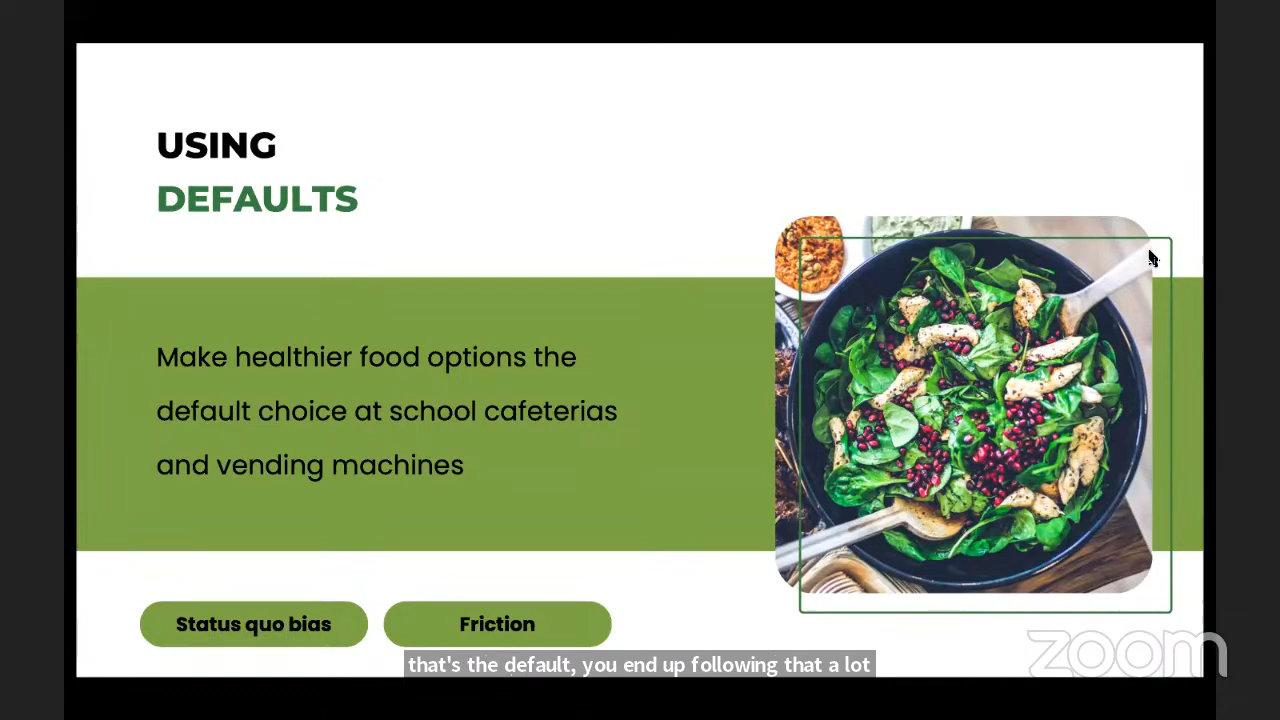 USING
DEFAULTS
Make healthier food options the
default choice at school cafeterias
and vending machines
Status quo bias
Friction
that's the default, you end up following that a lot
zoom